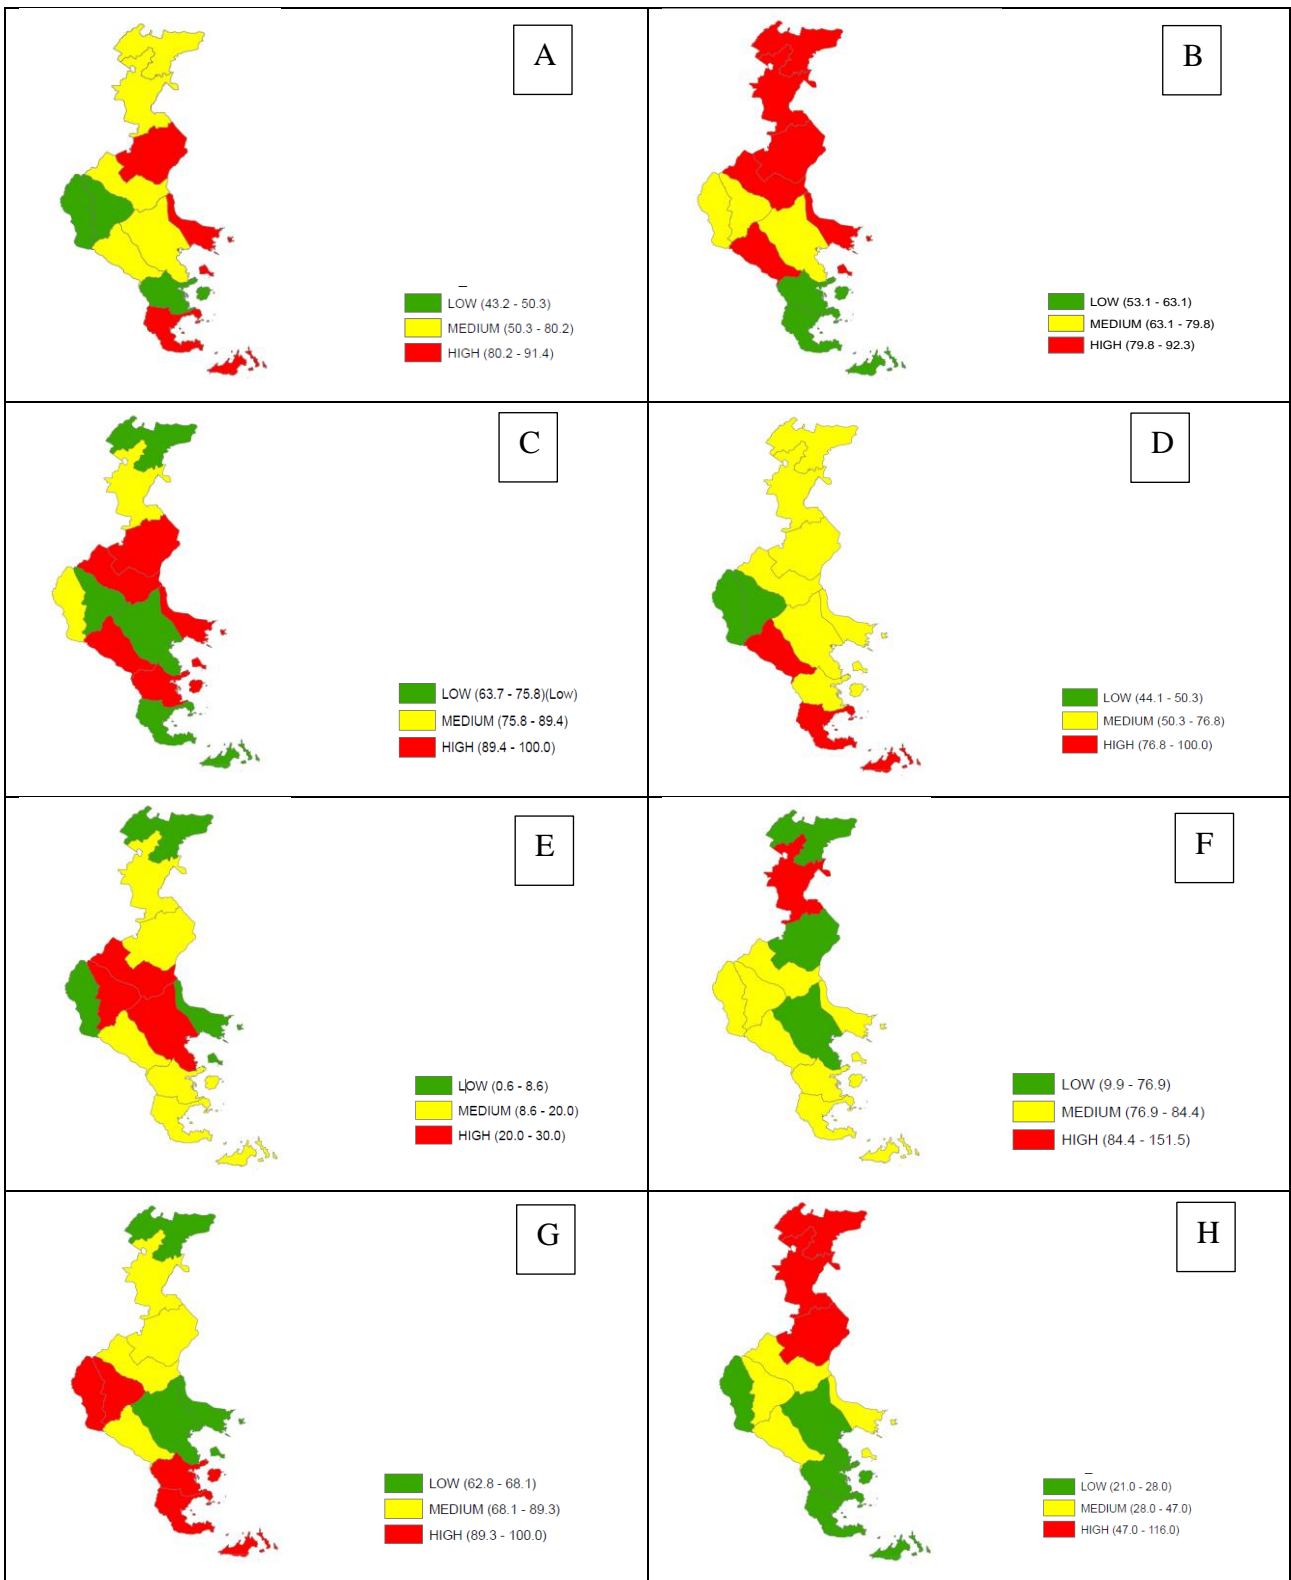 A
LOW (43.2 - 50.3)
MEDIUM (50.3 - 80.2)
HIGH (80.2 - 91.4)
B
LOW (53.1 - 63.1)
MEDIUM (63.1 - 79.8)
HIGH (79.8 - 92.3)
C
LOW (63.7 - 75.8)(Low)
MEDIUM (75.8 - 89.4)
HIGH (89.4 - 100.0)
D
LOW (44.1 - 50.3)
MEDIUM (50.3 - 76.8)
HIGH (76.8 - 100.0)
E
LOW (0.6 - 8.6)
MEDIUM (8.6 - 20.0)
HIGH (20.0 - 30.0)
F
LOW (9.9 - 76.9)
MEDIUM (76.9 - 84.4)
HIGH (84.4 - 151.5)
G
LOW (62.8 - 68.1)
MEDIUM (68.1 - 89.3)
HIGH (89.3 - 100.0)
H
LOW (21.0 - 28.0)
MEDIUM (28.0 - 47.0)
HIGH (47.0 - 116.0)